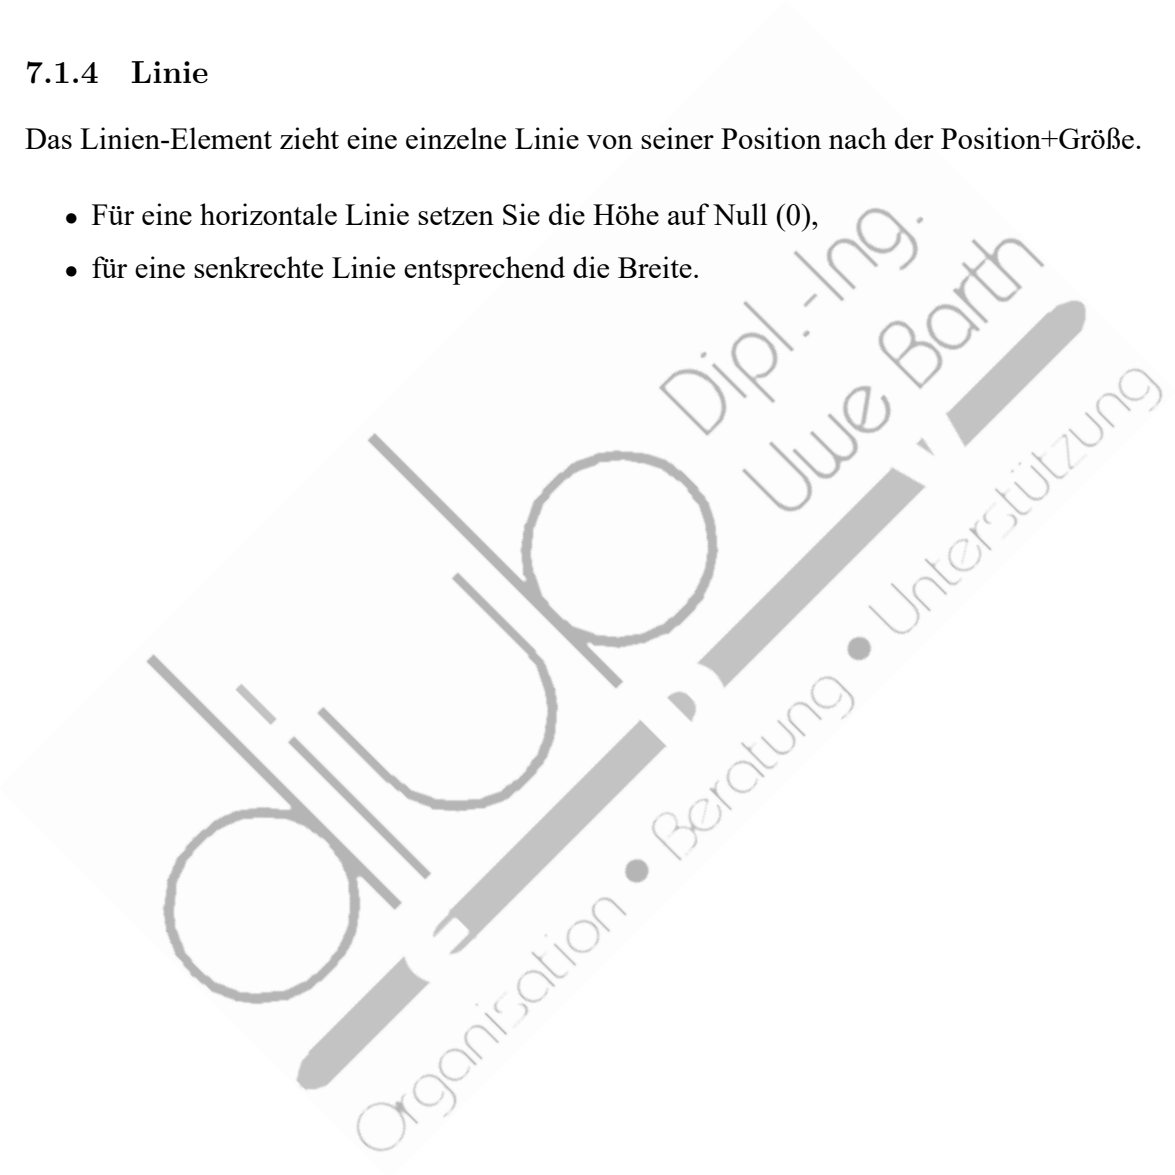 7.1.4 Linie
Das Linien-Element zieht eine einzelne Linie von seiner Position nach der Position+Größe.
• Für eine horizontale Linie setzen Sie die Höhe auf Null (0),
• für eine senkrechte Linie entsprechend die Breite.
Dipl.-Ing.
Uwe Barth
diub
Organisation • Beratung • Unterstützung